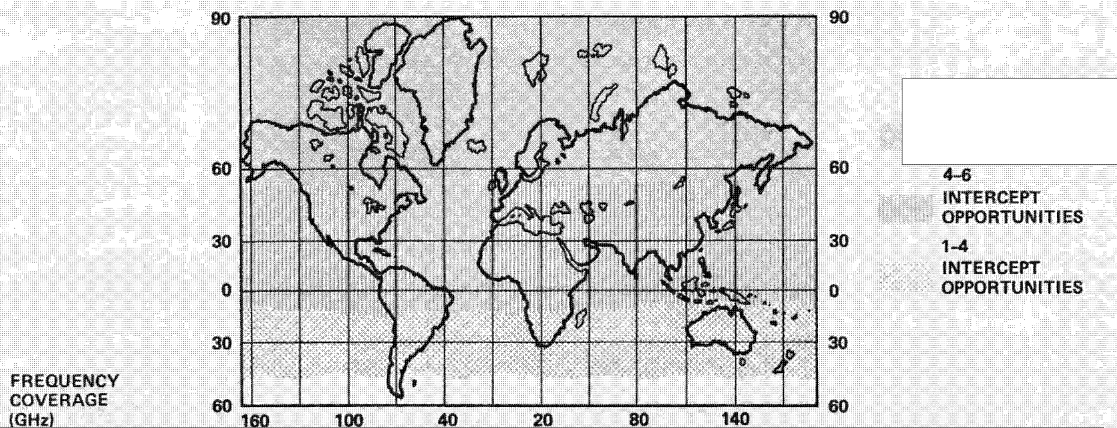 90 90
60 60
4–6
INTERCEPT
OPPORTUNITIES
30 30
1–4
INTERCEPT
OPPORTUNITIES
0 0
30 30
FREQUENCY
COVERAGE
(GHz)
60 60
160 100 40 20 80 140